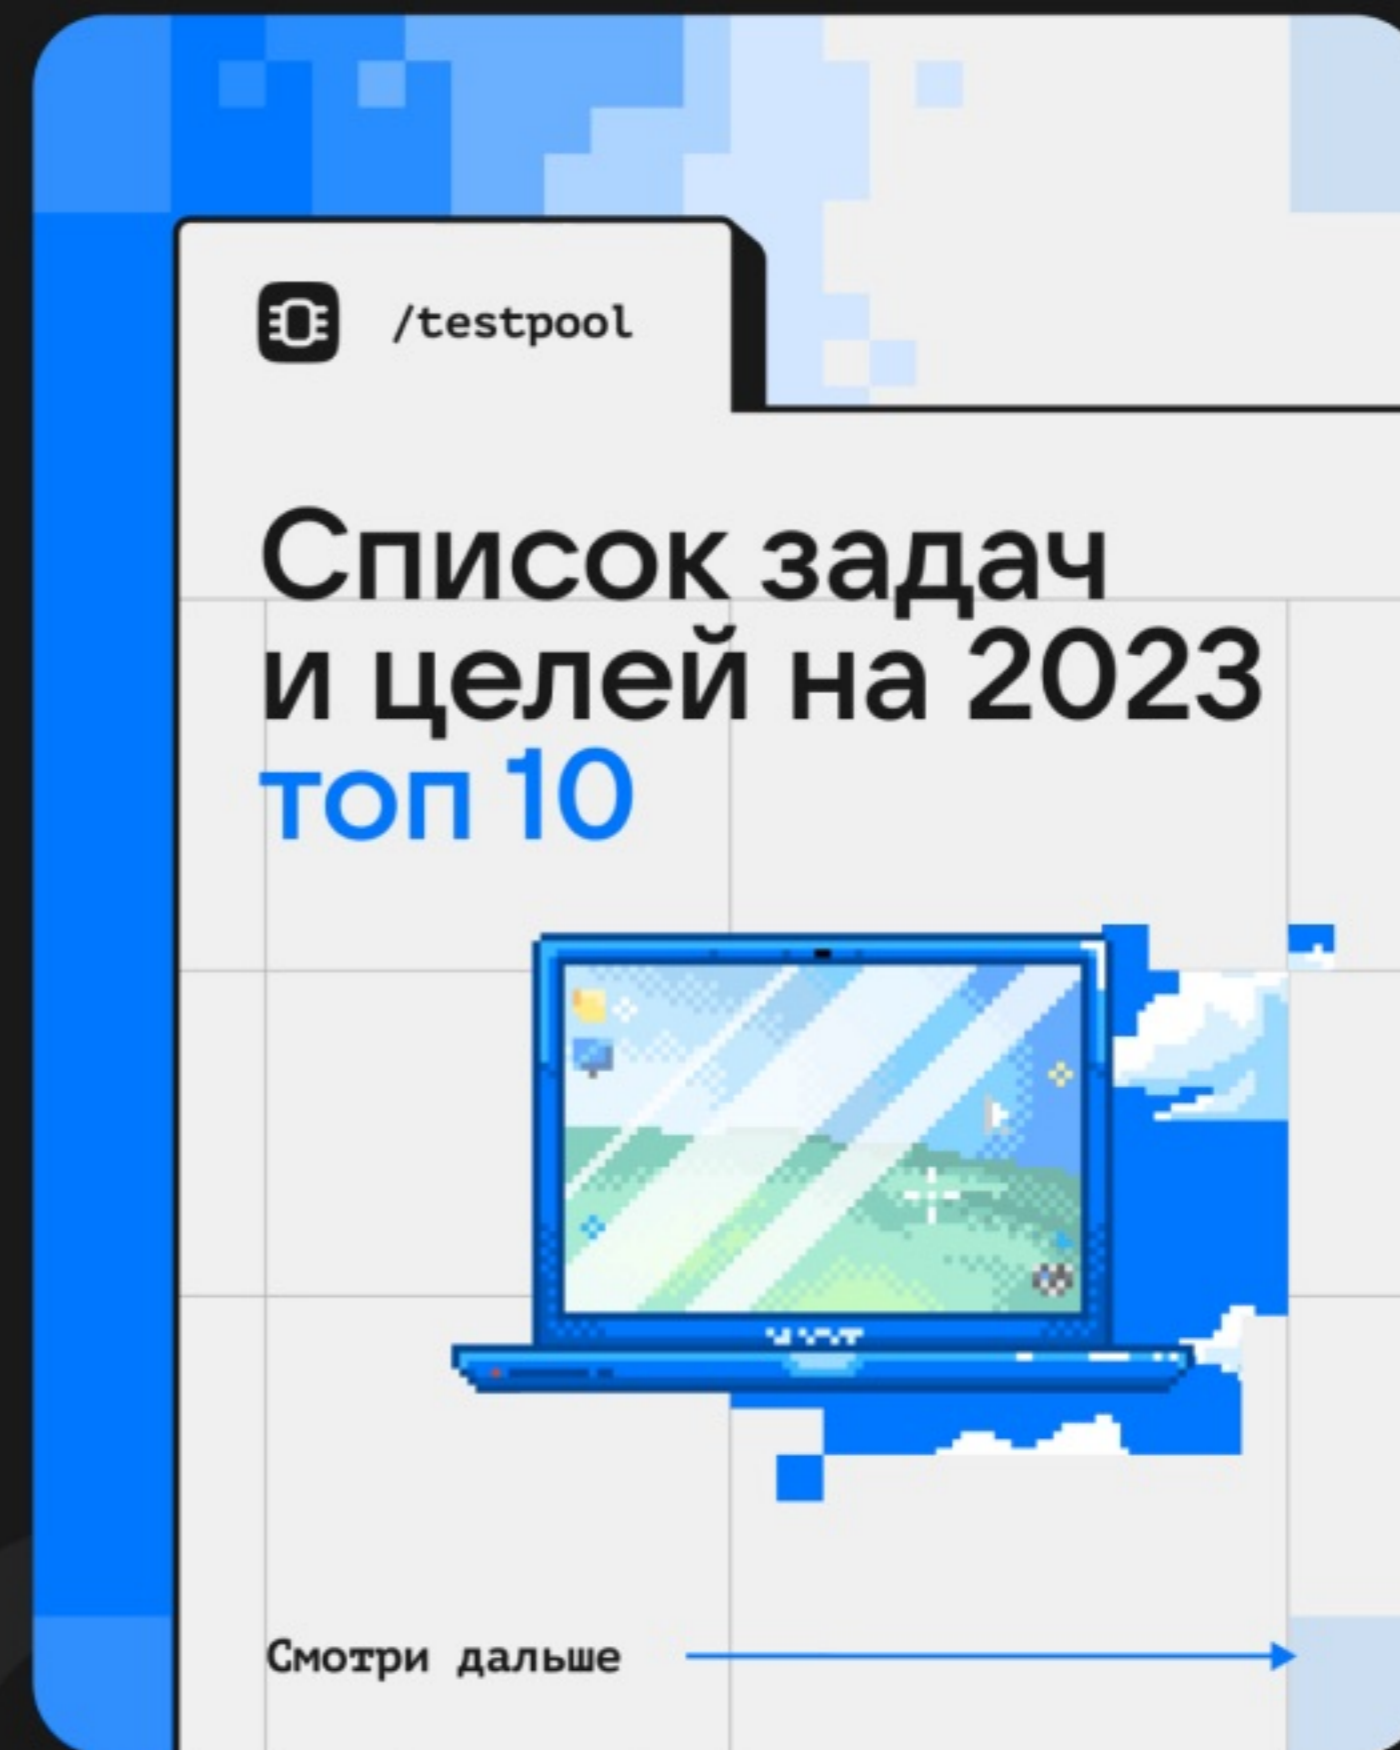 /testpool
Список задач
и целей на 2023
топ 10
Смотри дальше